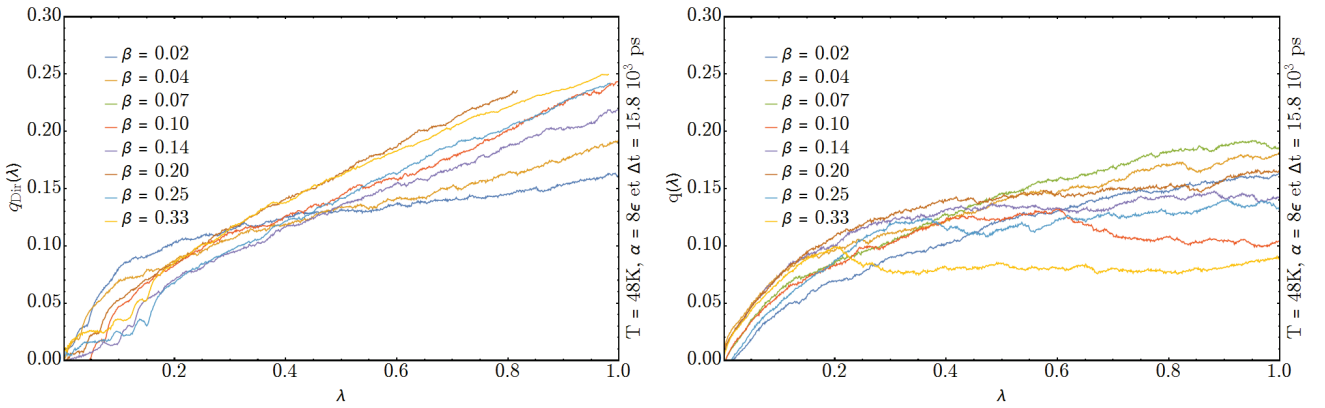 0.30
0.25
0.20
0.15
0.10
0.05
0.00
q_Dir(λ)
β = 0.02
β = 0.04
β = 0.07
β = 0.10
β = 0.14
β = 0.20
β = 0.25
β = 0.33
0.2 0.4 0.6 0.8 1.0
λ
T = 48K, α = 8ϵ et Δt = 15.8 10³ ps
0.30
0.25
0.20
0.15
0.10
0.05
0.00
q(λ)
β = 0.02
β = 0.04
β = 0.07
β = 0.10
β = 0.14
β = 0.20
β = 0.25
β = 0.33
0.2 0.4 0.6 0.8 1.0
λ
T = 48K, α = 8ϵ et Δt = 15.8 10³ ps